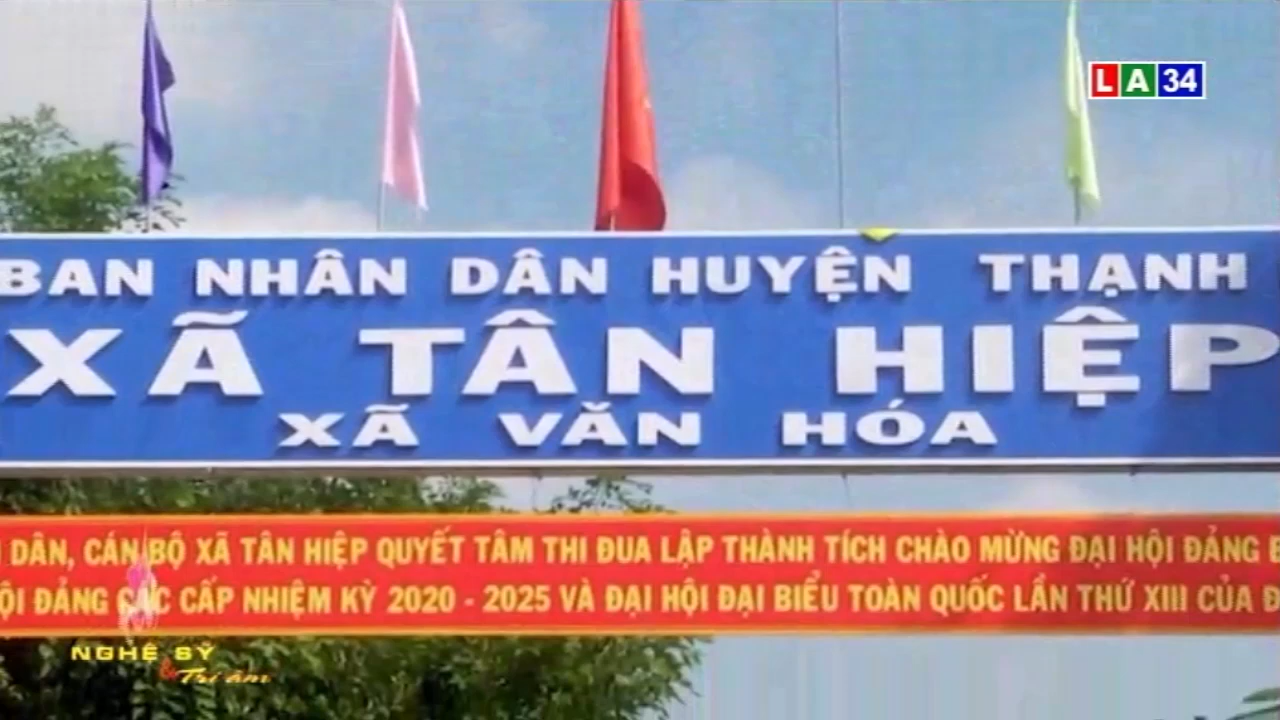 LA34
BAN NHÂN DÂN HUYỆN THẠNH
XÃ TÂN HIỆP
XÃ VĂN HÓA
DÂN, CÁN BỘ XÃ TÂN HIỆP QUYẾT TÂM THI ĐUA LẬP THÀNH TÍCH CHÀO MỪNG ĐẠI HỘI ĐẢNG
ĐẢNG CÁC CẤP NHIỆM KỲ 2020 - 2025 VÀ ĐẠI HỘI ĐẠI BIỂU TOÀN QUỐC LẦN THỨ XIII CỦA
NGHỆ SỸ
& Tri âm